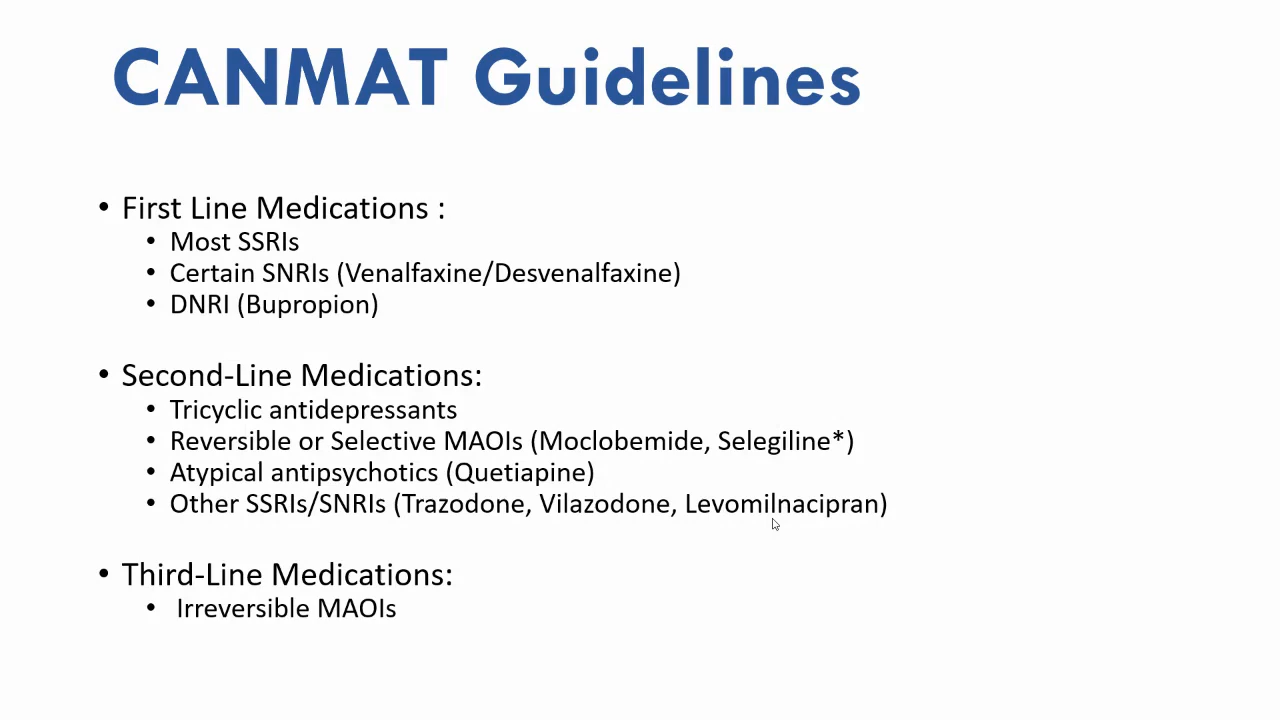 CANMAT Guidelines
• First Line Medications :
• Most SSRIs
• Certain SNRIs (Venalfaxine/Desvenalfaxine)
• DNRI (Bupropion)
• Second-Line Medications:
• Tricyclic antidepressants
• Reversible or Selective MAOIs (Moclobemide, Selegiline*)
• Atypical antipsychotics (Quetiapine)
• Other SSRIs/SNRIs (Trazodone, Vilazodone, Levomilnacipran)
• Third-Line Medications:
• Irreversible MAOIs